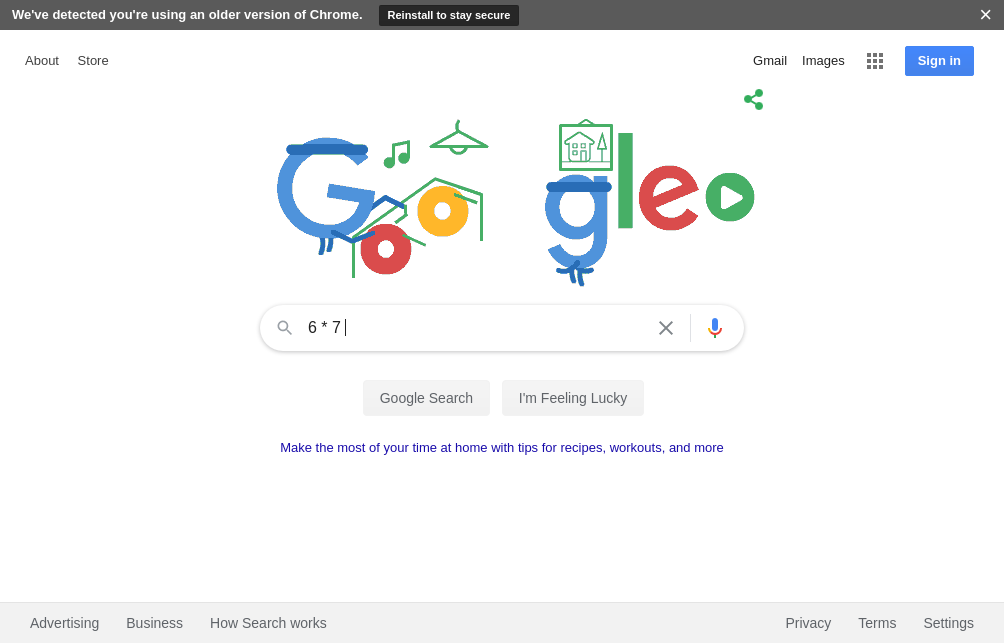 We've detected you're using an older version of Chrome. Reinstall to stay secure
About Store Gmail Images Sign in
Google
6 * 7
Google Search I'm Feeling Lucky
Make the most of your time at home with tips for recipes, workouts, and more
Advertising Business How Search works Privacy Terms Settings